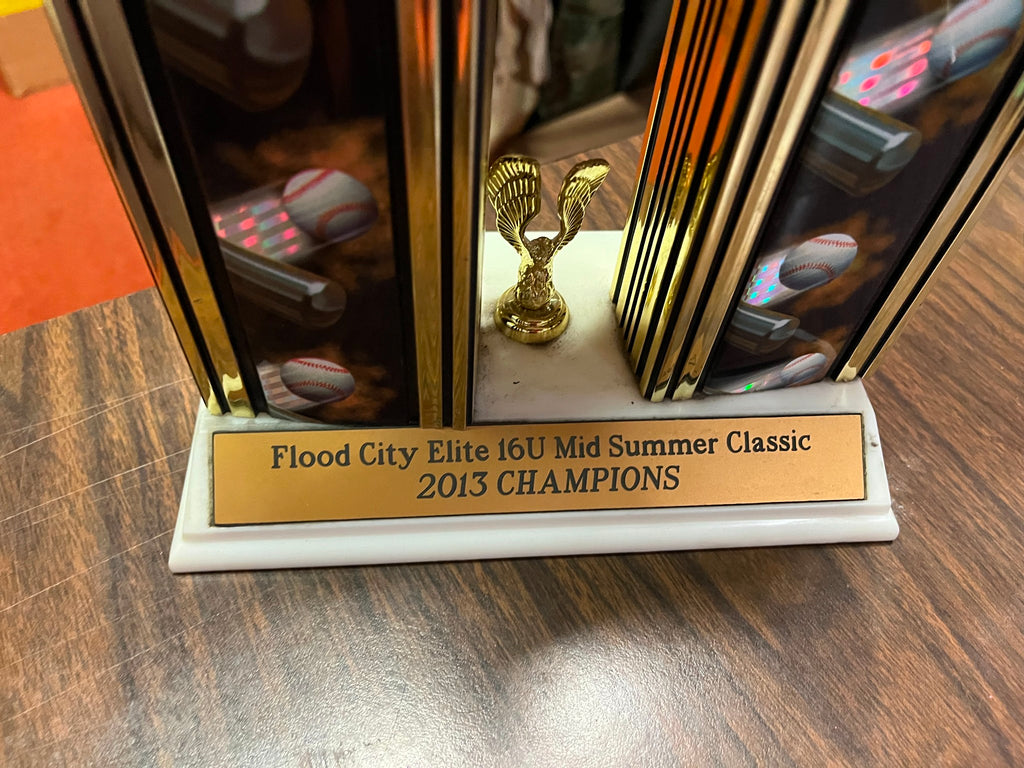 Flood City Elite 16U Mid Summer Classic
2013 CHAMPIONS